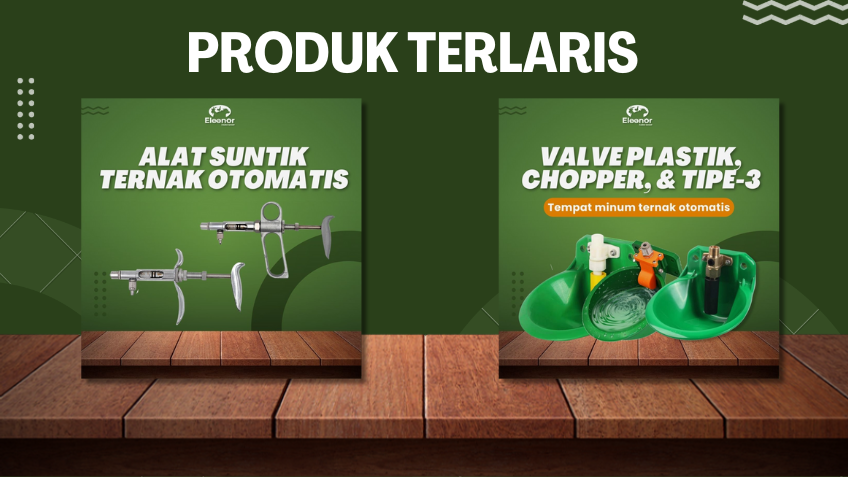 PRODUK TERLARIS
Eleenor
ALAT SUNTIK
TERNAK OTOMATIS
Eleenor
VALVE PLASTIK,
CHOPPER, & TIPE-3
Tempat minum ternak otomatis